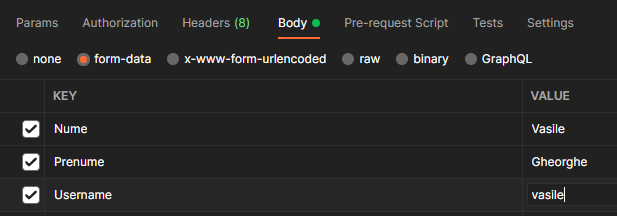 Params Authorization Headers (8) Body Pre-request Script Tests Settings
none form-data x-www-form-urlencoded raw binary GraphQL
KEY VALUE
Nume Vasile
Prenume Gheorghe
Username vasile